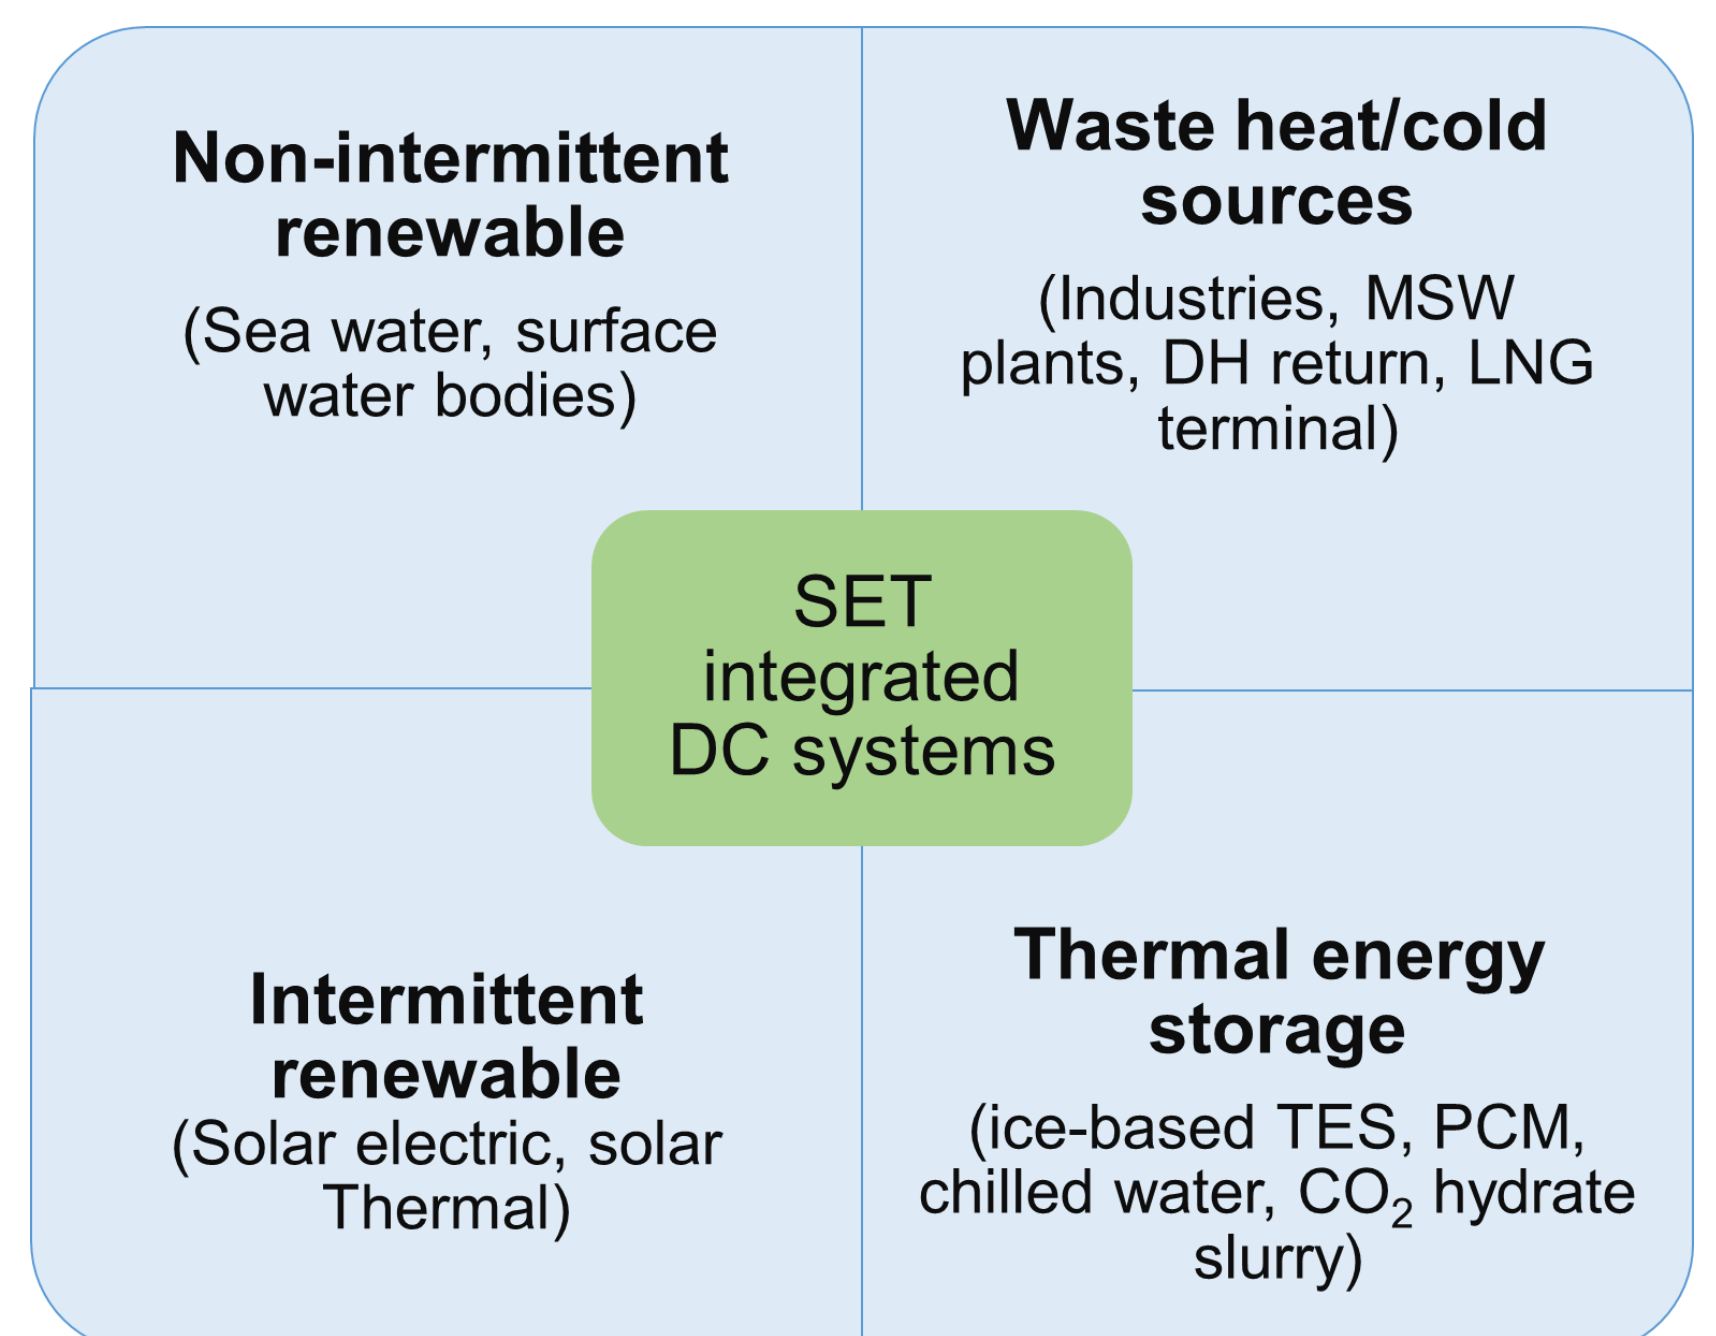 Non-intermittent
renewable
(Sea water, surface
water bodies)
Waste heat/cold
sources
(Industries, MSW
plants, DH return, LNG
terminal)
SET
integrated
DC systems
Intermittent
renewable
(Solar electric, solar
Thermal)
Thermal energy
storage
(ice-based TES, PCM,
chilled water, CO₂ hydrate
slurry)